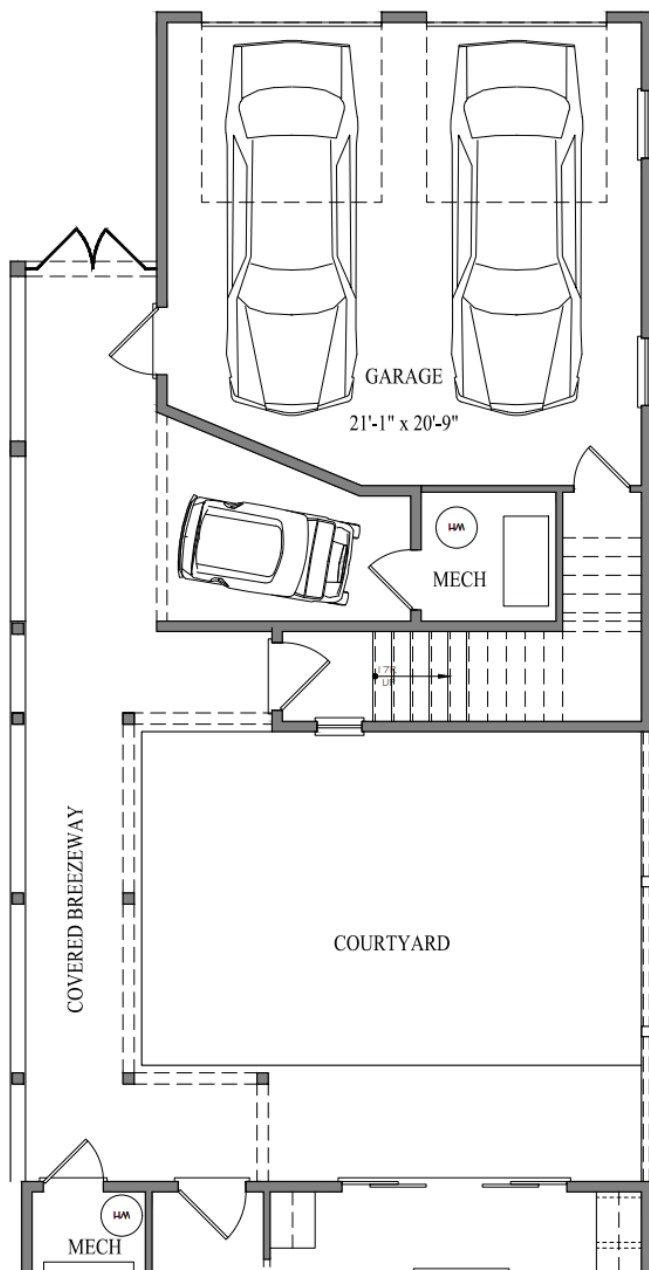 GARAGE
21'-1" x 20'-9"
WH
MECH
UP
COVERED BREEZEWAY
COURTYARD
WH
MECH